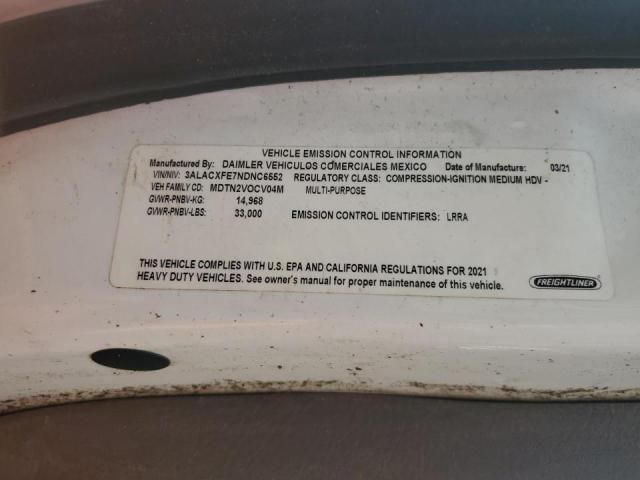 VEHICLE EMISSION CONTROL INFORMATION
Manufactured By: DAIMLER VEHICULOS COMERCIALES MEXICO Date of Manufacture: 03/21
VIN/NIV: 3ALACXFE7NDNC6552 REGULATORY CLASS: COMPRESSION-IGNITION MEDIUM HDV -
VEH FAMILY CD: MDTN2VOCV04M MULTI-PURPOSE
GVWR-PNBV-KG: 14,968
GVWR-PNBV-LBS: 33,000 EMISSION CONTROL IDENTIFIERS: LRRA
THIS VEHICLE COMPLIES WITH U.S. EPA AND CALIFORNIA REGULATIONS FOR 2021
HEAVY DUTY VEHICLES. See owner's manual for proper maintenance of this vehicle.
FREIGHTLINER